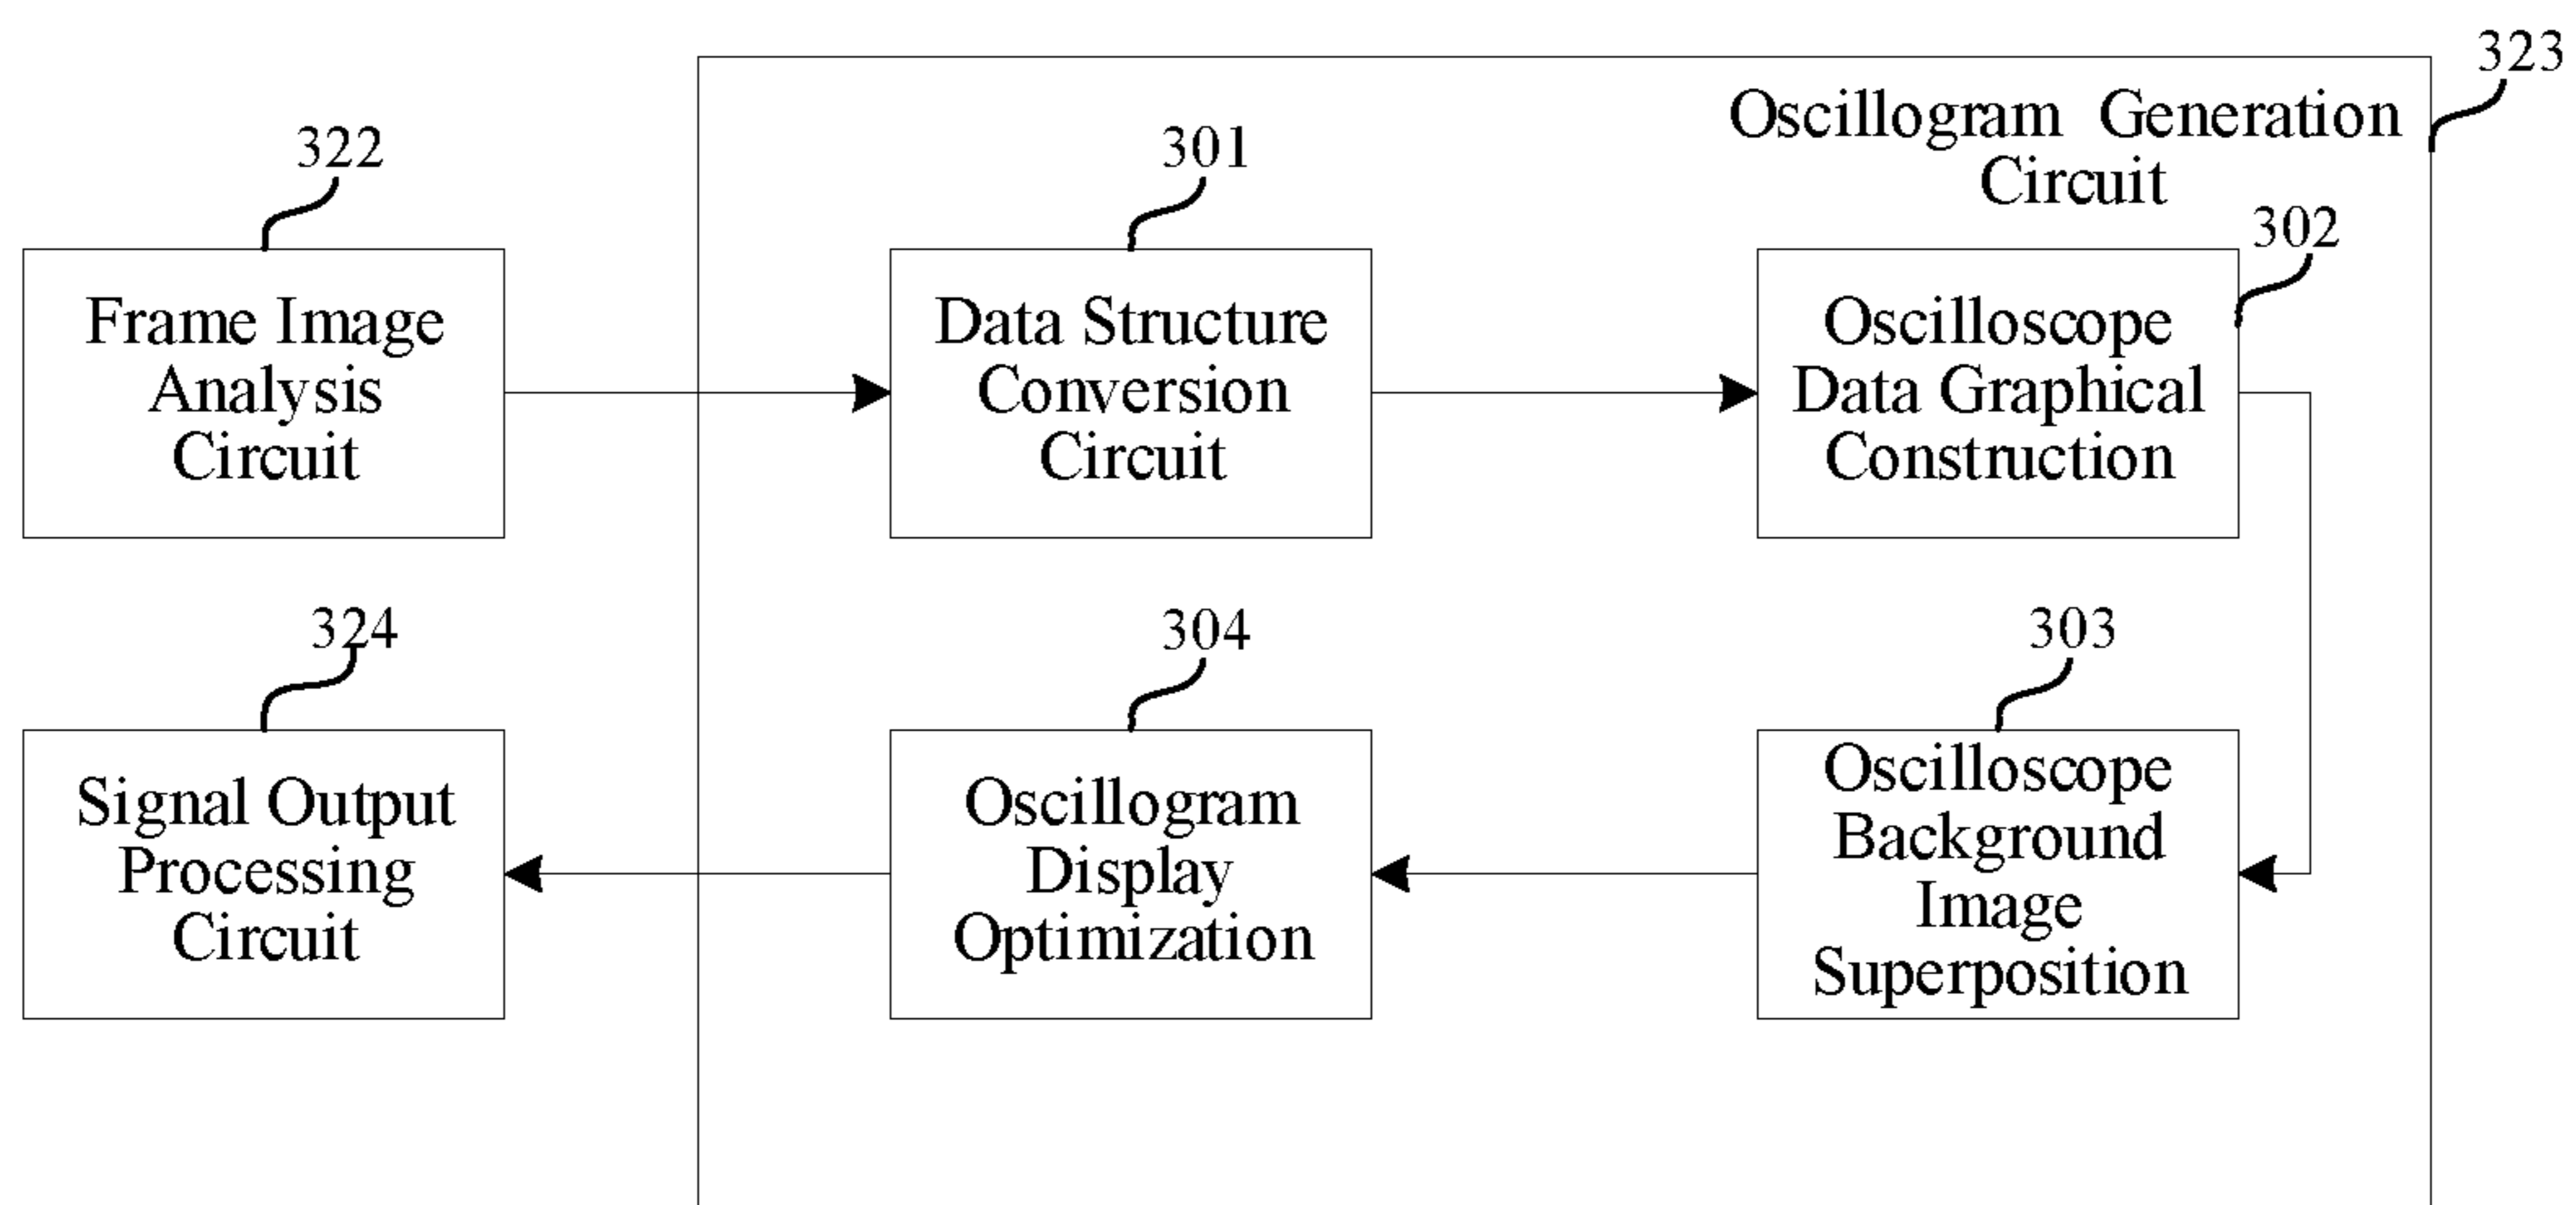 323
Oscillogram Generation
Circuit
322
301
302
Frame Image
Analysis
Circuit
Data Structure
Conversion
Circuit
Oscilloscope
Data Graphical
Construction
324
304
303
Signal Output
Processing
Circuit
Oscillogram
Display
Optimization
Oscilloscope
Background
Image
Superposition